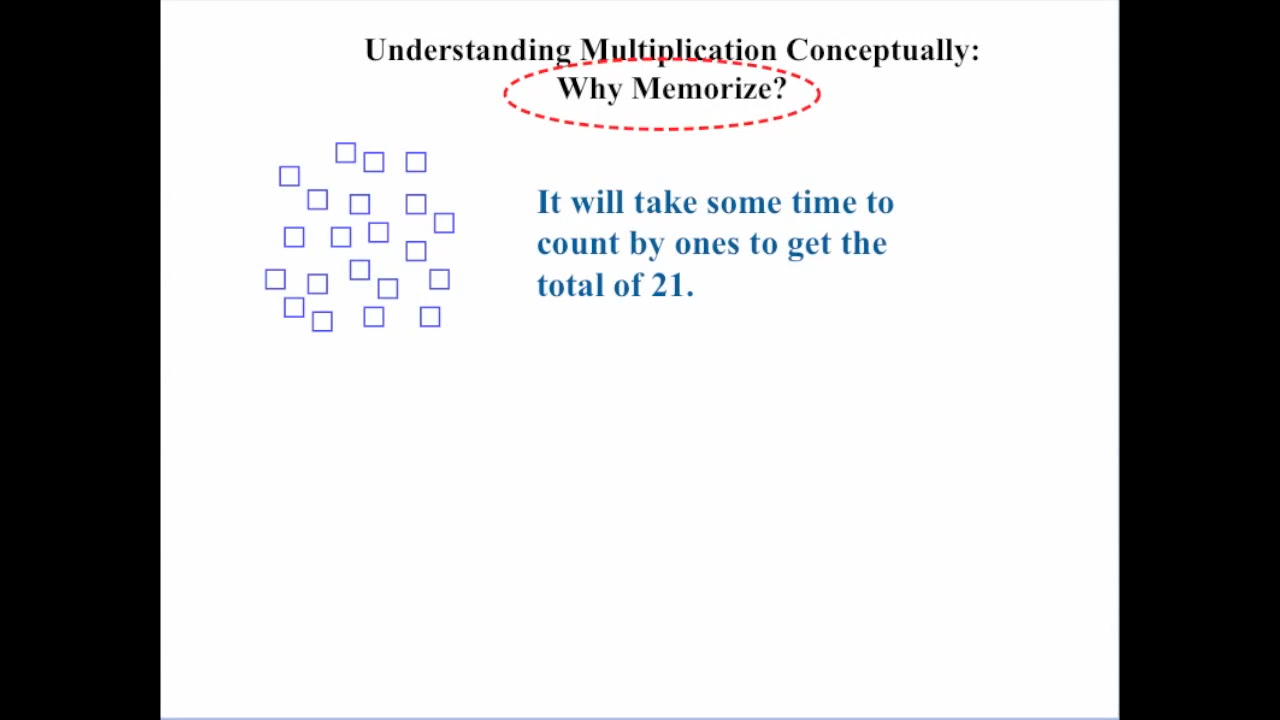 Understanding Multiplication Conceptually:
Why Memorize?
It will take some time to
count by ones to get the
total of 21.